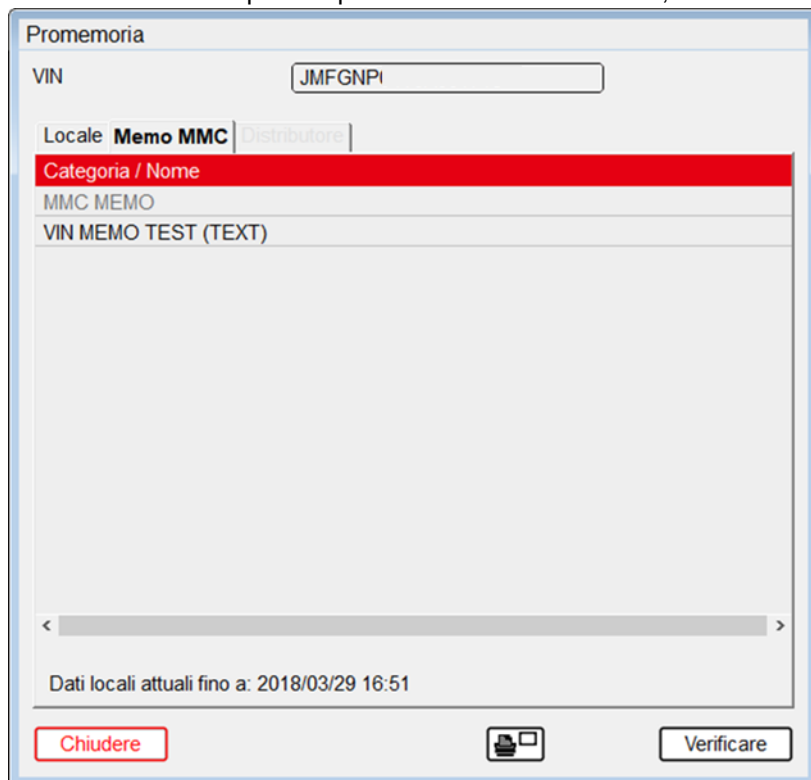 Promemoria
VIN JMFGNP
Locale Memo MMC Distributore
Categoria / Nome
MMC MEMO
VIN MEMO TEST (TEXT)
Dati locali attuali fino a: 2018/03/29 16:51
Chiudere Verificare